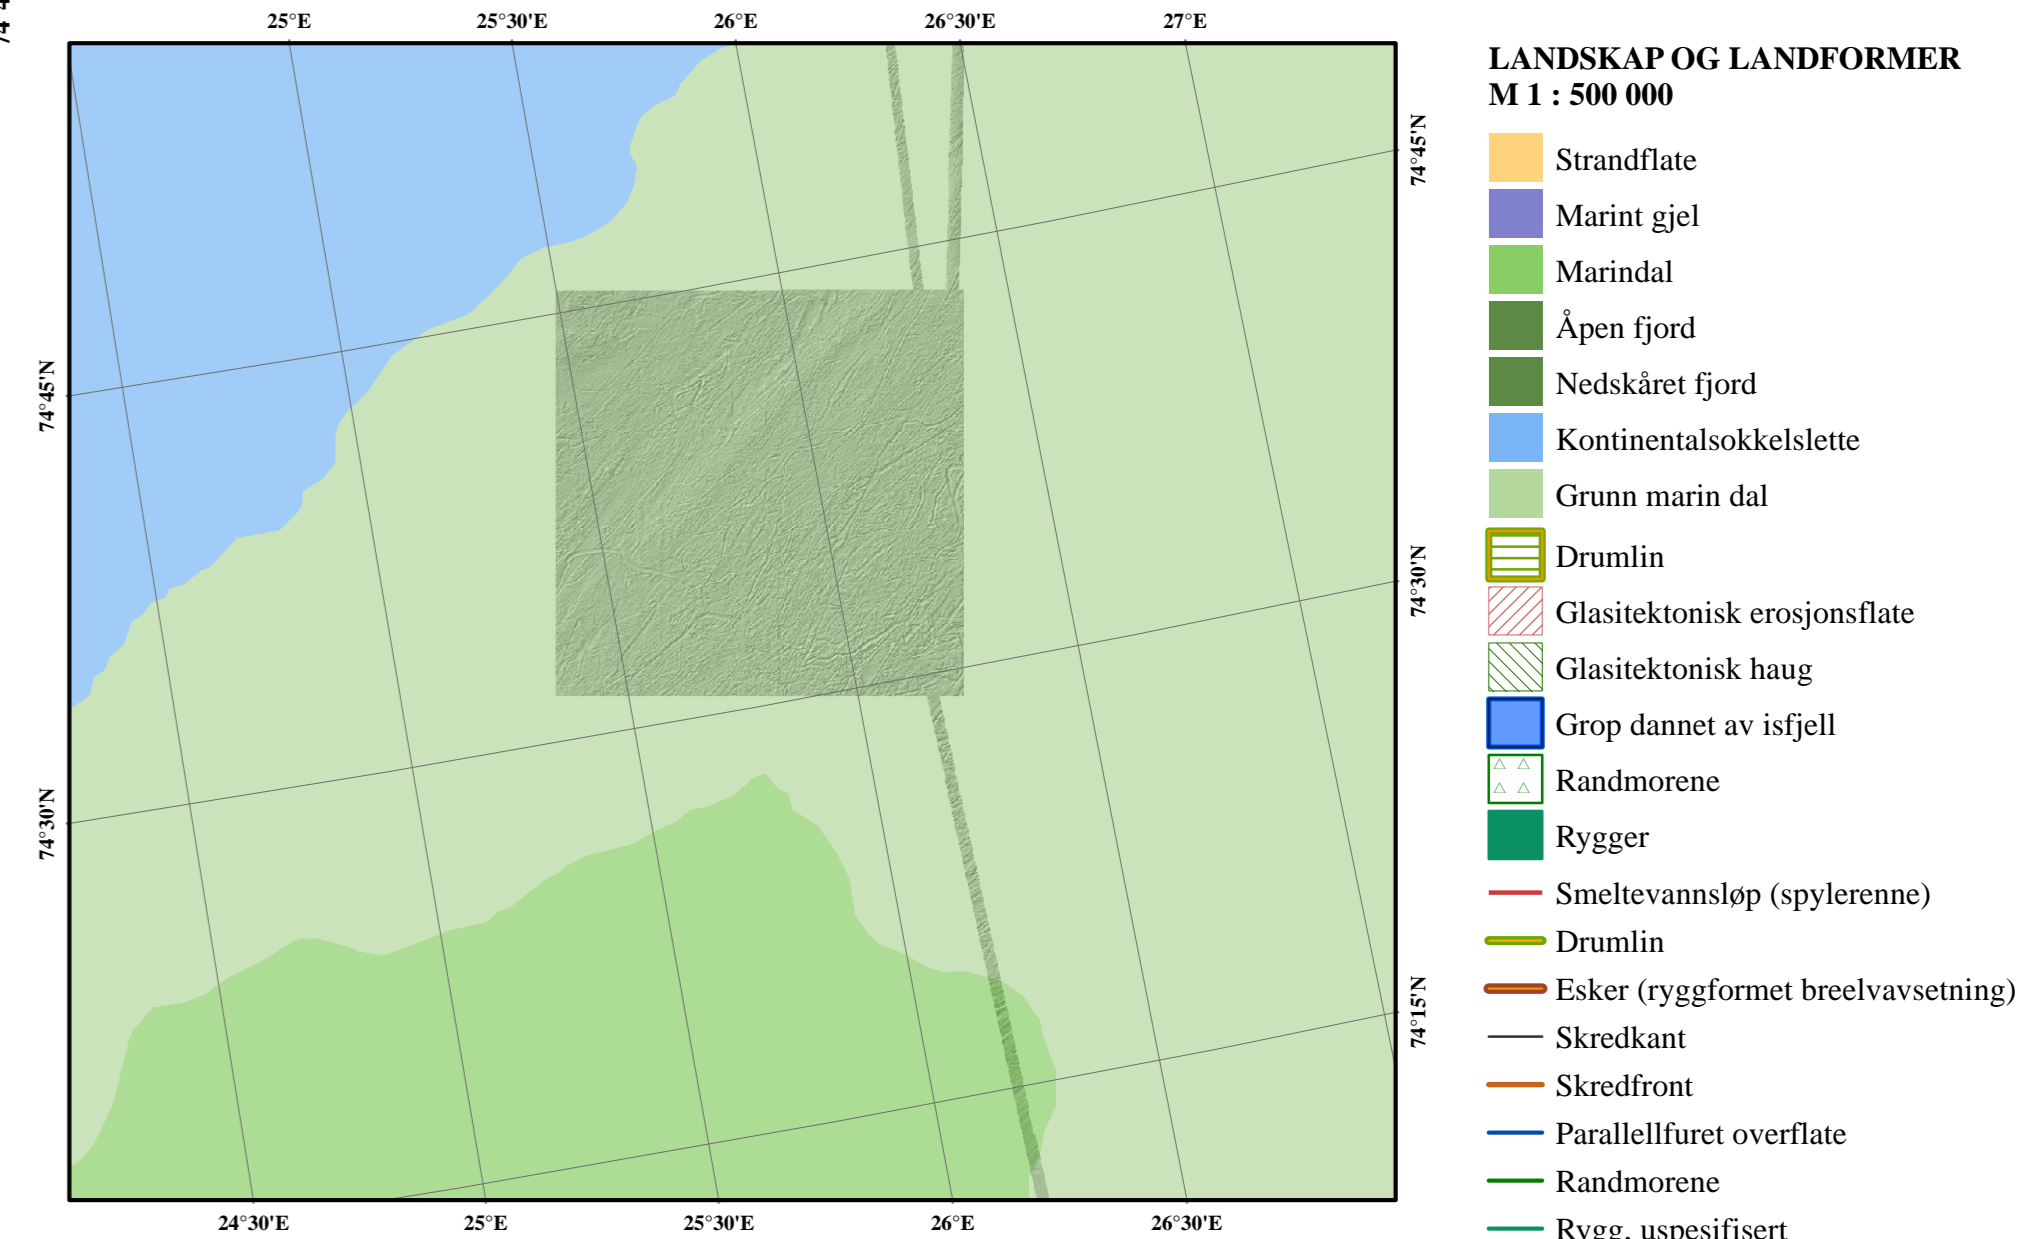 25°E
25°30'E
26°E
26°30'E
27°E
74°45'N
74°30'N
74°45'N
74°30'N
74°15'N
24°30'E
25°E
25°30'E
26°E
26°30'E
LANDSKAP OG LANDFORMER
M 1 : 500 000
Strandflate
Marint gjel
Marindal
Åpen fjord
Nedskåret fjord
Kontinentalsokkelslette
Grunn marin dal
Drumlin
Glasitektonisk erosjonsflate
Glasitektonisk haug
Grop dannet av isfjell
Randmorene
Rygger
Smeltevannsløp (spylerenne)
Drumlin
Esker (ryggformet breelvavsetning)
Skredkant
Skredfront
Parallellfuret overflate
Randmorene
Rygg, uspesifisert